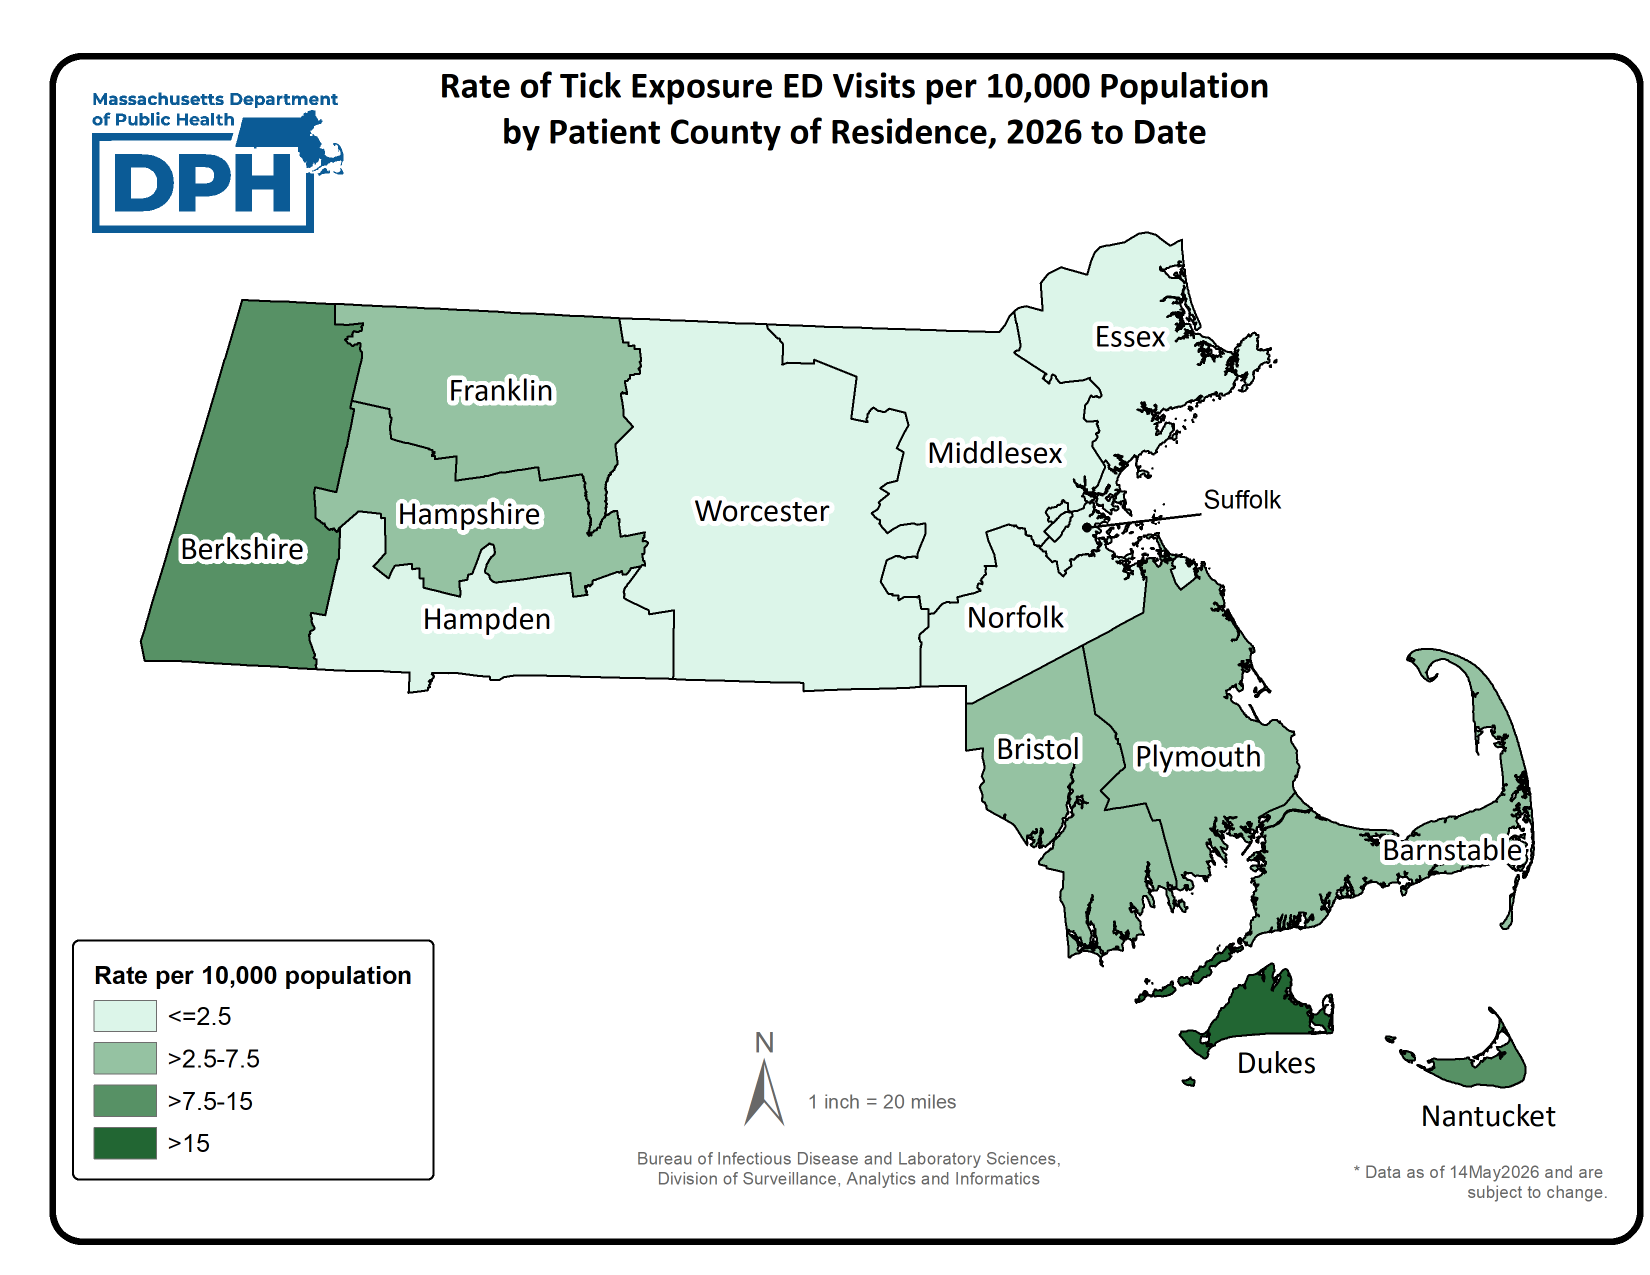 Massachusetts Department
of Public Health
DPH
Rate of Tick Exposure ED Visits per 10,000 Population
by Patient County of Residence, 2026 to Date
Essex
Franklin
Middlesex
Suffolk
Hampshire
Worcester
Berkshire
Hampden
Norfolk
Bristol
Plymouth
Barnstable
Dukes
Nantucket
Rate per 10,000 population
<=2.5
>2.5-7.5
>7.5-15
>15
N
1 inch = 20 miles
Bureau of Infectious Disease and Laboratory Sciences,
Division of Surveillance, Analytics and Informatics
* Data as of 14May2026 and are
subject to change.